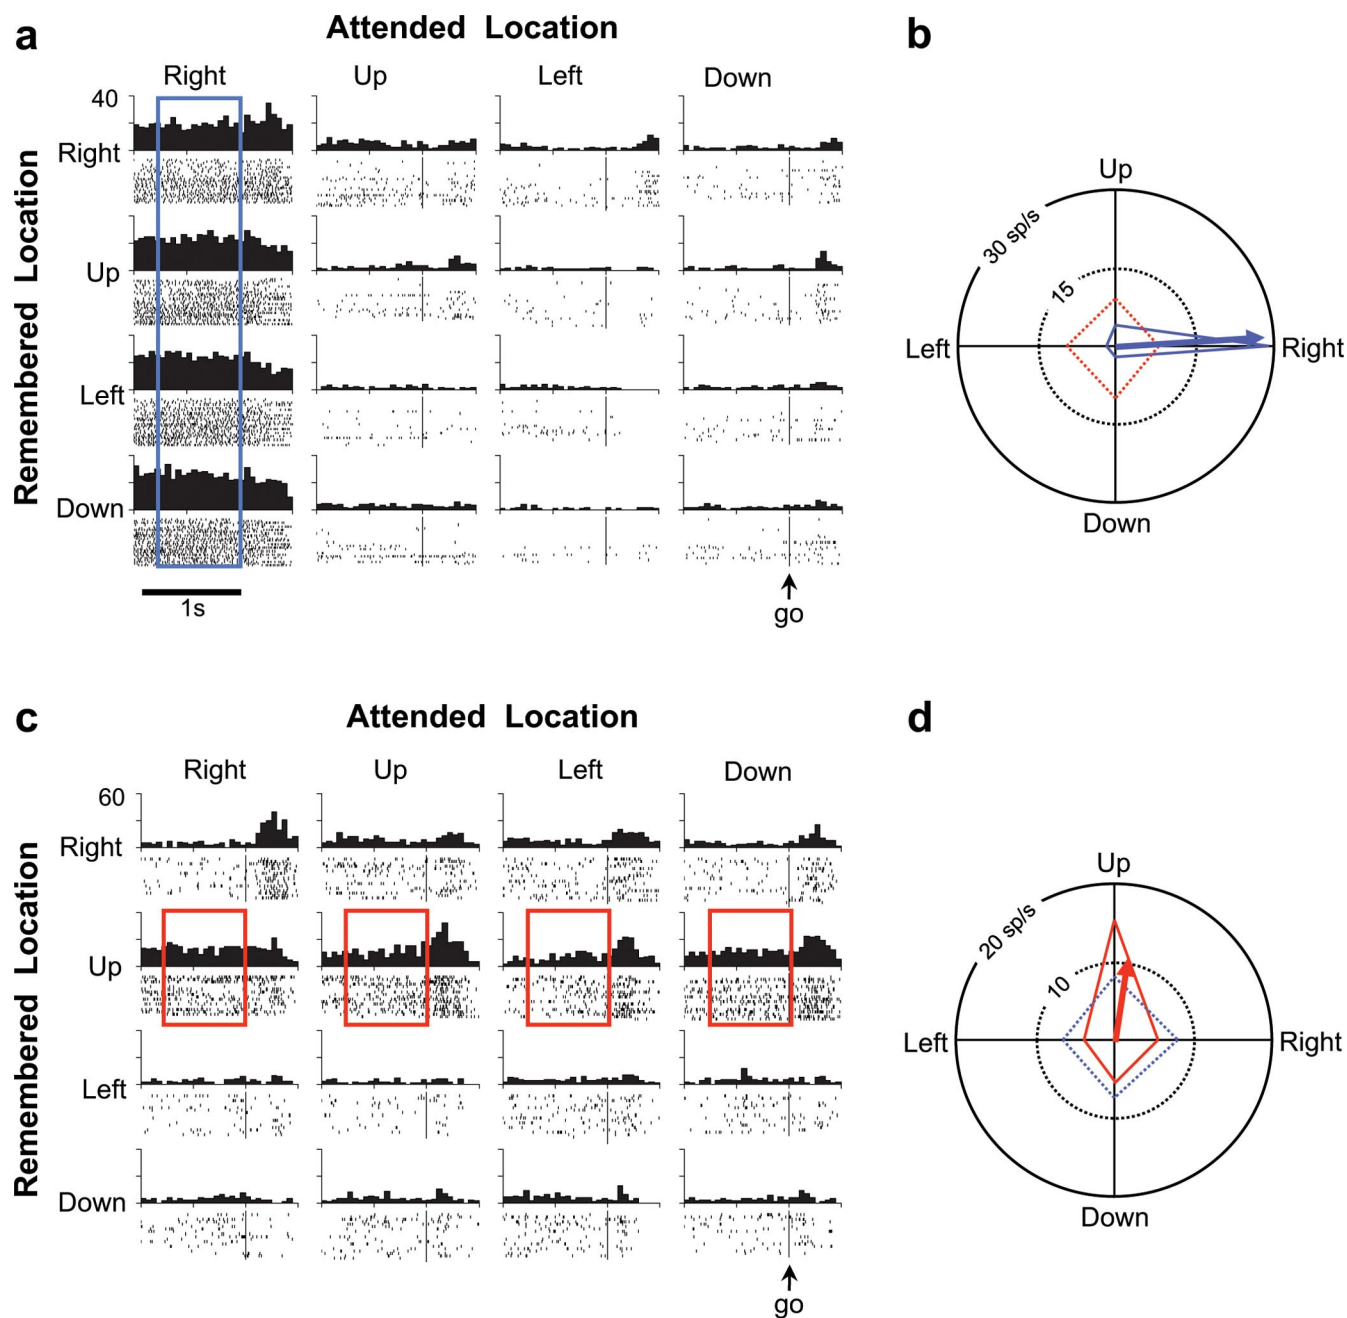 a
Attended Location
Right Up Left Down
40
Right
Up
Left
Down
Remembered Location
1s
go
b
Up
30 sp/s
15
Left
Right
Down
c
Attended Location
Right Up Left Down
60
Right
Up
Left
Down
Remembered Location
go
d
Up
20 sp/s
10
Left
Right
Down